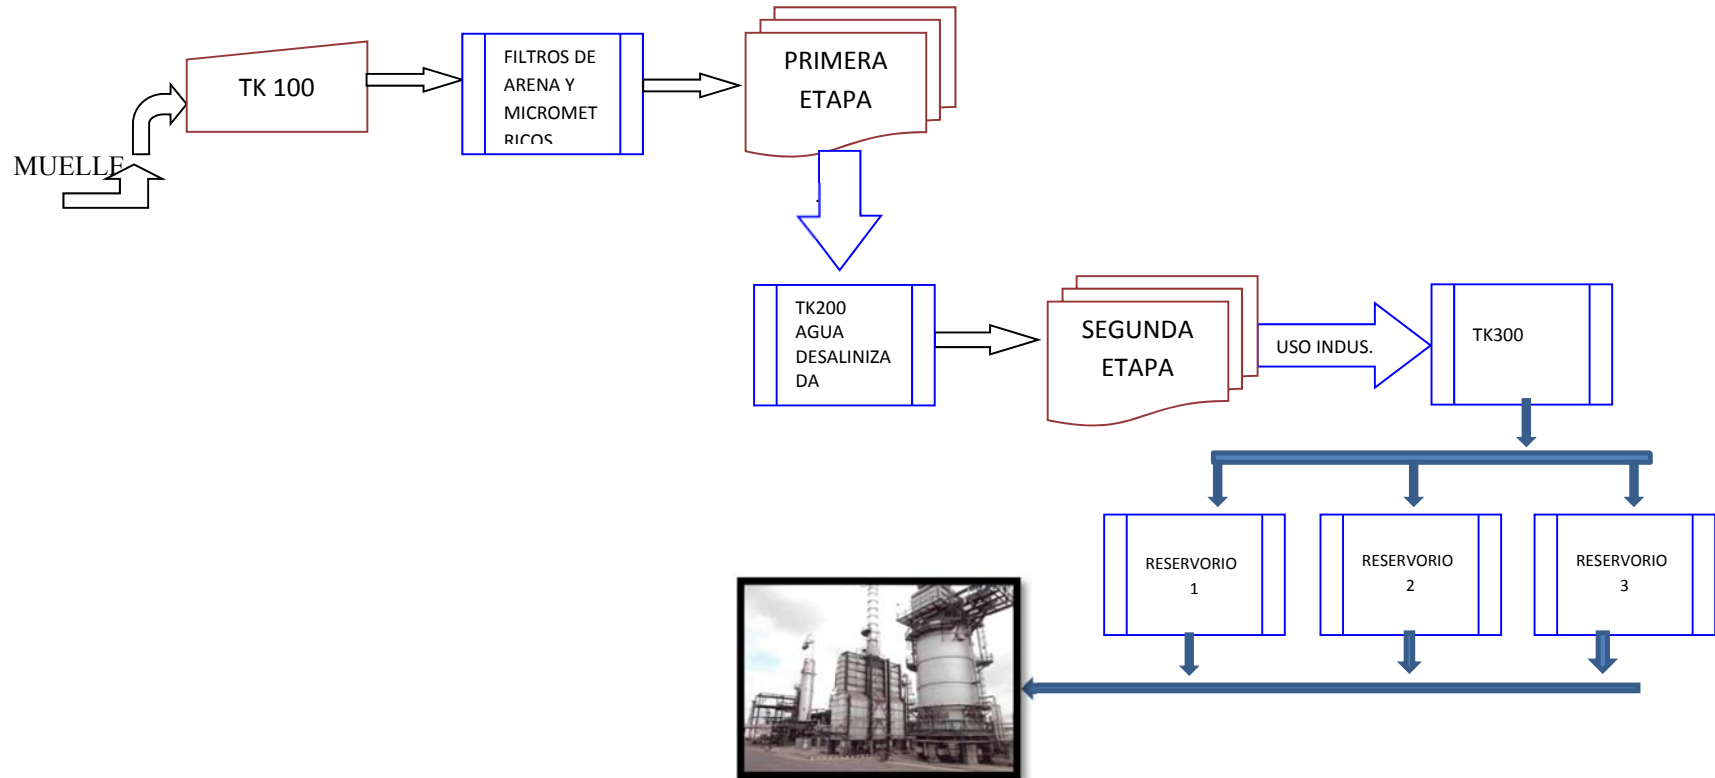 MUELLE
TK 100
FILTROS DE
ARENA Y
MICROMET
RICOS
PRIMERA
ETAPA
TK200
AGUA
DESALINIZA
DA
SEGUNDA
ETAPA
USO INDUS.
TK300
RESERVORIO
1
RESERVORIO
2
RESERVORIO
3